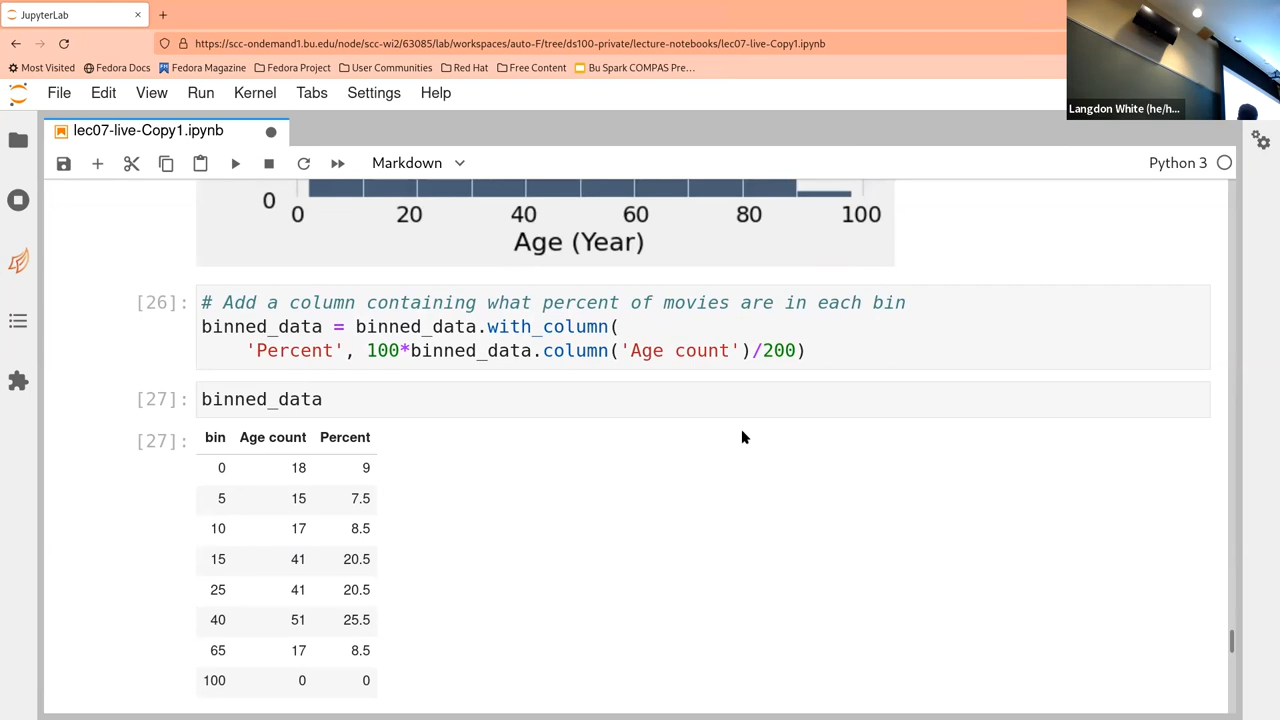 JupyterLab
https://scc-ondemand1.bu.edu/node/scc-wi2/63085/lab/workspaces/auto-F/tree/ds100-private/lecture-notebooks/lec07-live-Copy1.ipynb
Most Visited Fedora Docs Fedora Magazine Fedora Project User Communities Red Hat Free Content Bu Spark COMPAS Pre…
Langdon White (he/h...
File Edit View Run Kernel Tabs Settings Help
lec07-live-Copy1.ipynb
Markdown Python 3
0
0 20 40 60 80 100
Age (Year)
[26]: # Add a column containing what percent of movies are in each bin
binned_data = binned_data.with_column(
'Percent', 100*binned_data.column('Age count')/200)
[27]: binned_data
[27]: bin Age count Percent
0 18 9
5 15 7.5
10 17 8.5
15 41 20.5
25 41 20.5
40 51 25.5
65 17 8.5
100 0 0